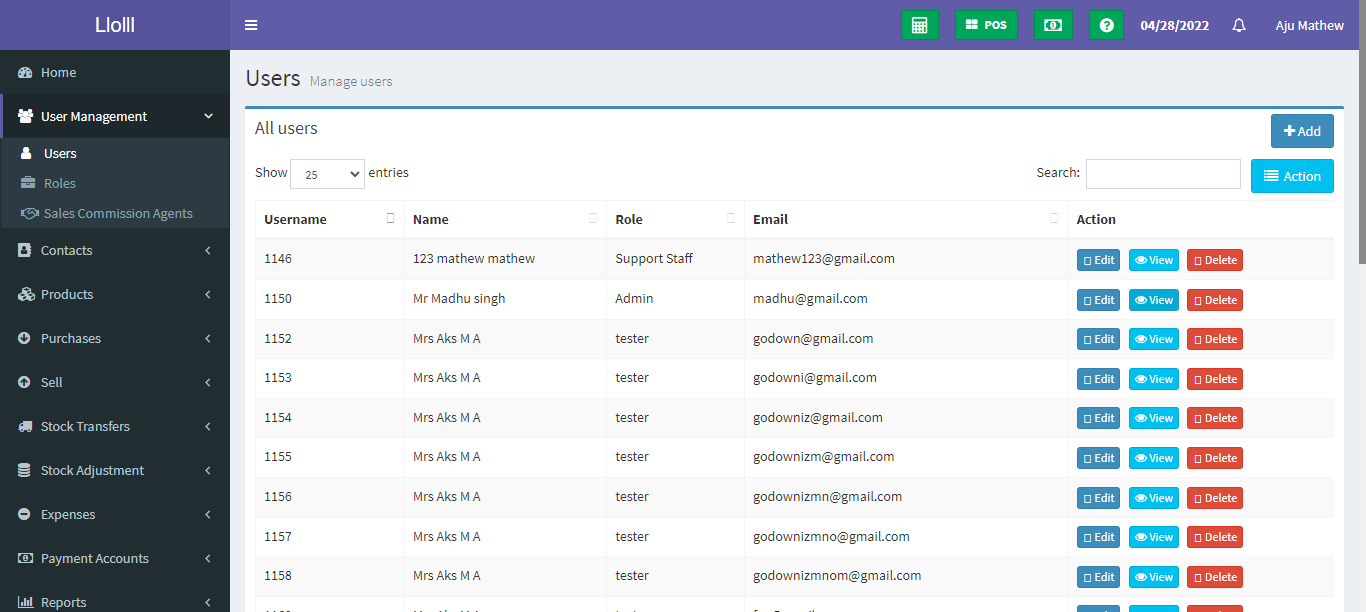 Llolll
POS
04/28/2022
Aju Mathew
Home
User Management
Users
Roles
Sales Commission Agents
Contacts
Products
Purchases
Sell
Stock Transfers
Stock Adjustment
Expenses
Payment Accounts
Reports
Users Manage users
All users
Add
Show 25 entries
Search:
Action
Username Name Role Email Action
1146 123 mathew mathew Support Staff mathew123@gmail.com Edit View Delete
1150 Mr Madhu singh Admin madhu@gmail.com Edit View Delete
1152 Mrs Aks M A tester godown@gmail.com Edit View Delete
1153 Mrs Aks M A tester godowni@gmail.com Edit View Delete
1154 Mrs Aks M A tester godowniz@gmail.com Edit View Delete
1155 Mrs Aks M A tester godownizm@gmail.com Edit View Delete
1156 Mrs Aks M A tester godownizmn@gmail.com Edit View Delete
1157 Mrs Aks M A tester godownizmno@gmail.com Edit View Delete
1158 Mrs Aks M A tester godownizmnom@gmail.com Edit View Delete